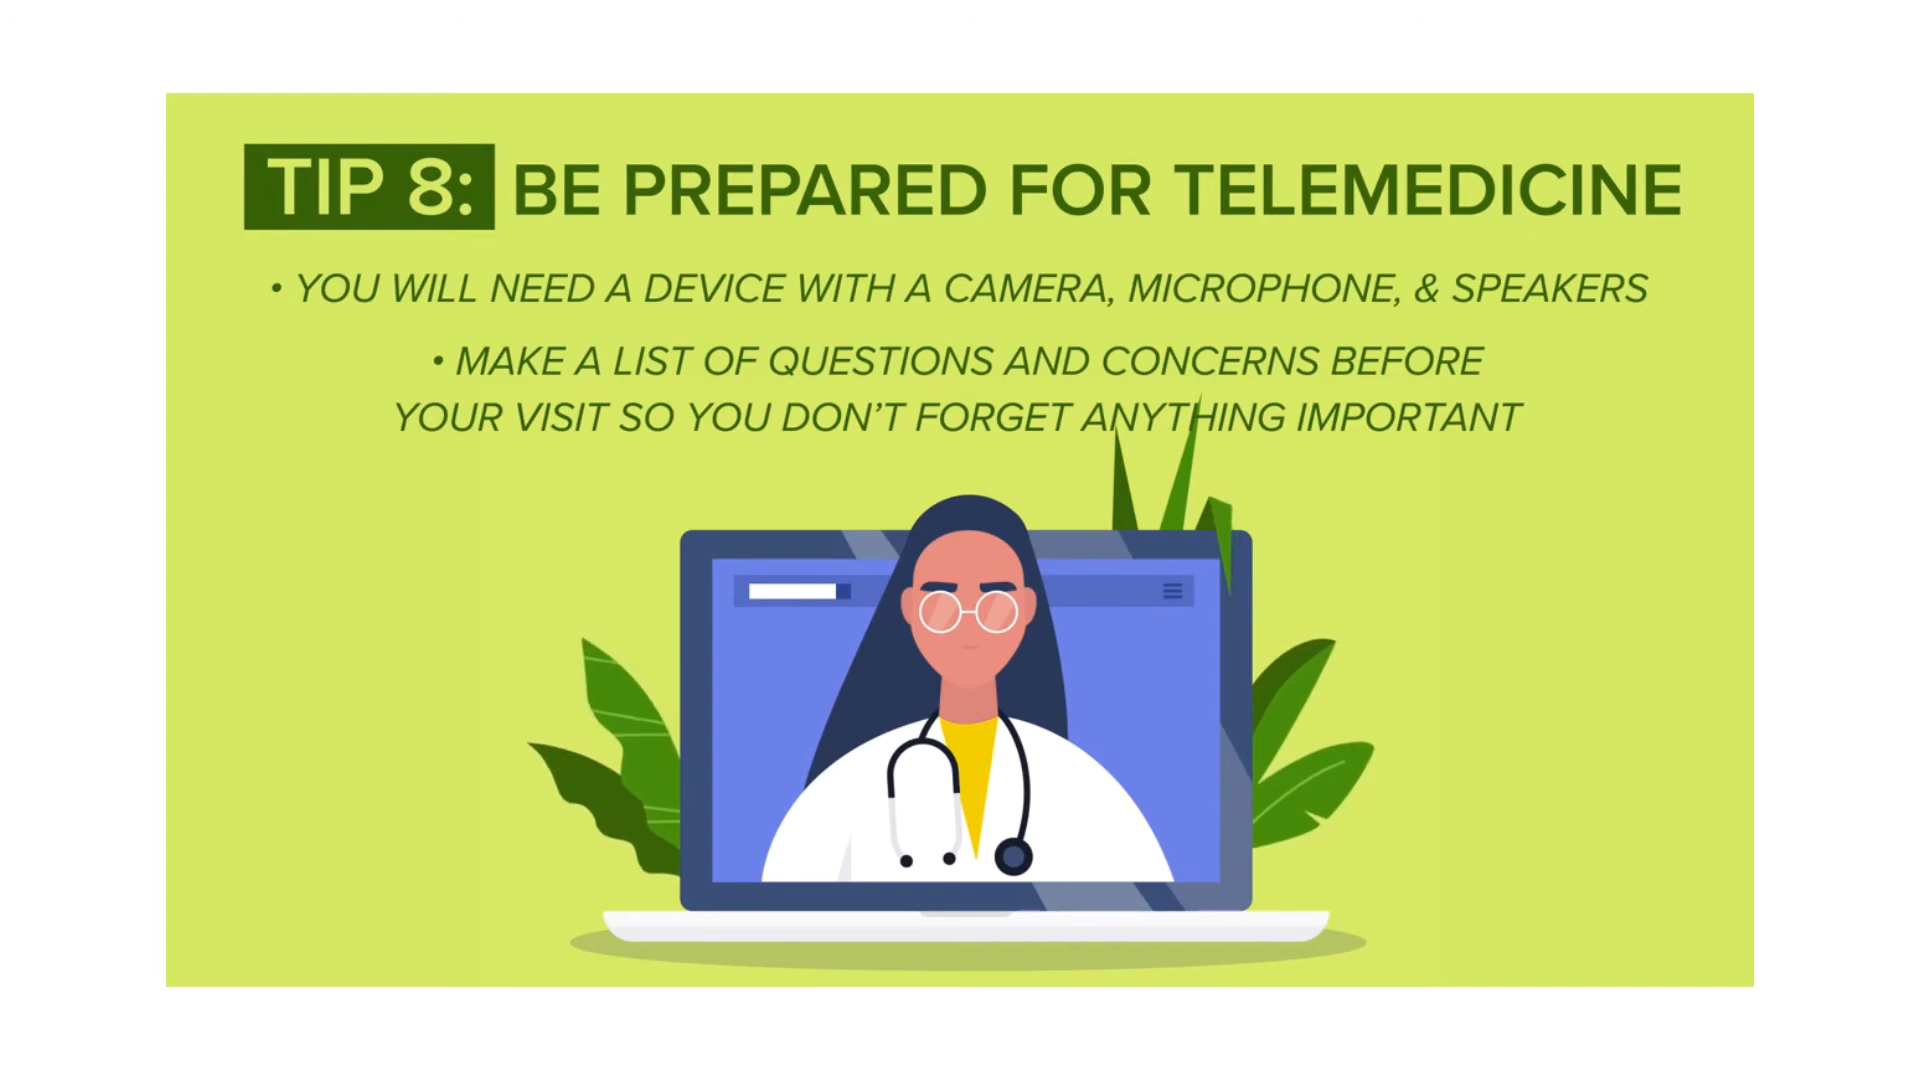 TIP 8: BE PREPARED FOR TELEMEDICINE
• YOU WILL NEED A DEVICE WITH A CAMERA, MICROPHONE, & SPEAKERS
• MAKE A LIST OF QUESTIONS AND CONCERNS BEFORE
YOUR VISIT SO YOU DON’T FORGET ANYTHING IMPORTANT